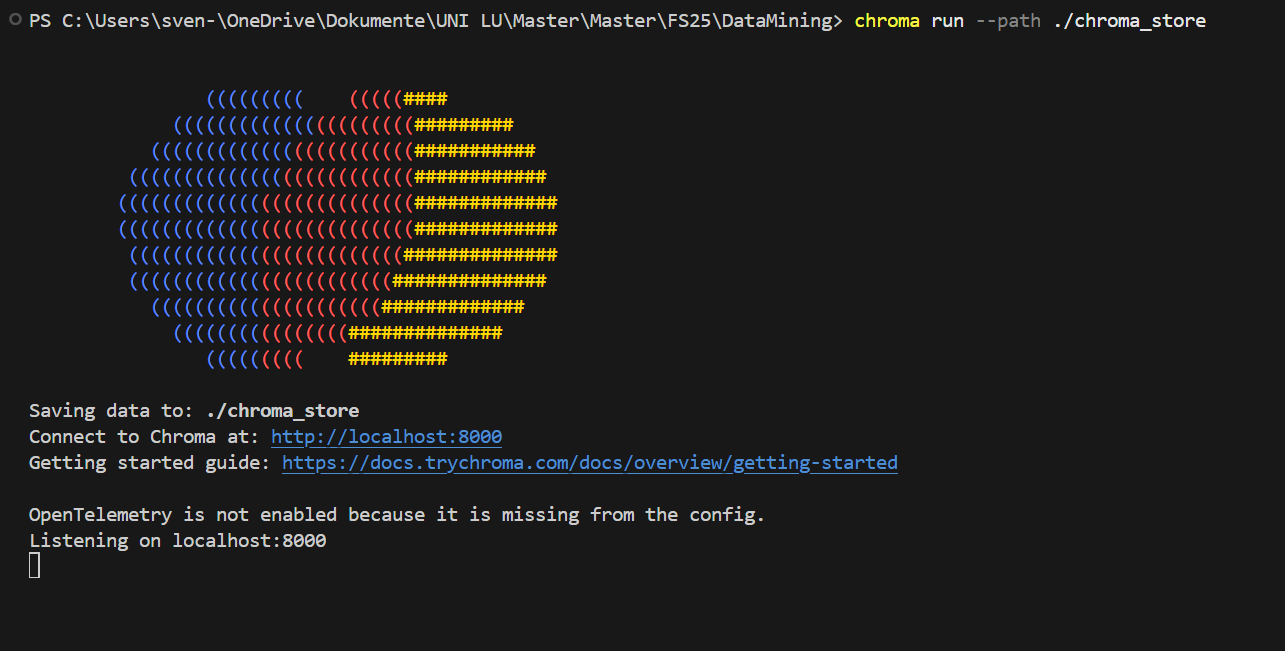 PS C:\Users\sven-\OneDrive\Dokumente\UNI LU\Master\Master\FS25\DataMining> chroma run --path ./chroma_store
(((((((((    (((((####
(((((((((((((((((((((#########
((((((((((((((((((((((((###########
((((((((((((((((((((((((((############
(((((((((((((((((((((((((((#############
(((((((((((((((((((((((((((#############
(((((((((((((((((((((((((##############
((((((((((((((((((((((((##############
(((((((((((((((((((((#############
((((((((((((((((##############
(((((((((    #########
Saving data to: ./chroma_store
Connect to Chroma at: http://localhost:8000
Getting started guide: https://docs.trychroma.com/docs/overview/getting-started
OpenTelemetry is not enabled because it is missing from the config.
Listening on localhost:8000